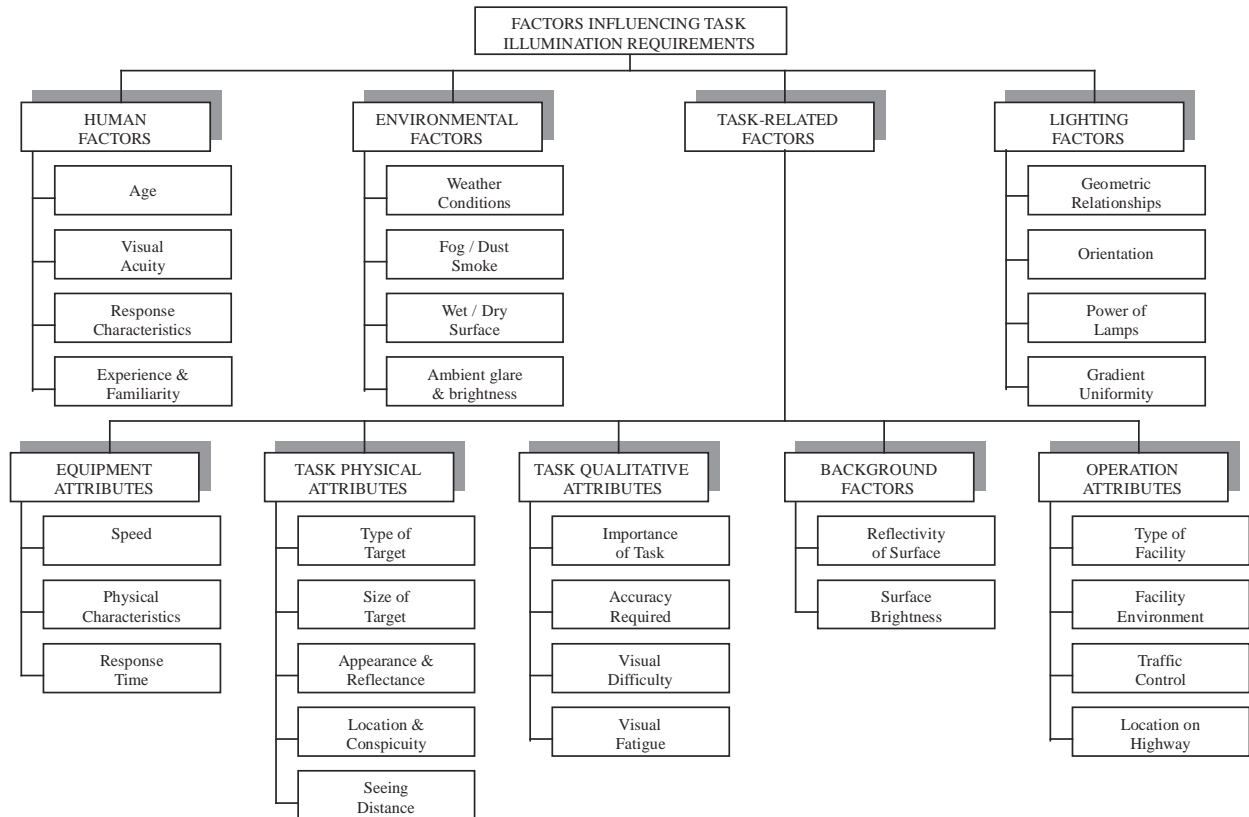 FACTORS INFLUENCING TASK
ILLUMINATION REQUIREMENTS
HUMAN
FACTORS
Age
Visual
Acuity
Response
Characteristics
Experience &
Familiarity
ENVIRONMENTAL
FACTORS
Weather
Conditions
Fog / Dust
Smoke
Wet / Dry
Surface
Ambient glare
& brightness
TASK-RELATED
FACTORS
LIGHTING
FACTORS
Geometric
Relationships
Orientation
Power of
Lamps
Gradient
Uniformity
EQUIPMENT
ATTRIBUTES
Speed
Physical
Characteristics
Response
Time
TASK PHYSICAL
ATTRIBUTES
Type of
Target
Size of
Target
Appearance &
Reflectance
Location &
Conspicuity
Seeing
Distance
TASK QUALITATIVE
ATTRIBUTES
Importance
of Task
Accuracy
Required
Visual
Difficulty
Visual
Fatigue
BACKGROUND
FACTORS
Reflectivity
of Surface
Surface
Brightness
OPERATION
ATTRIBUTES
Type of
Facility
Facility
Environment
Traffic
Control
Location on
Highway